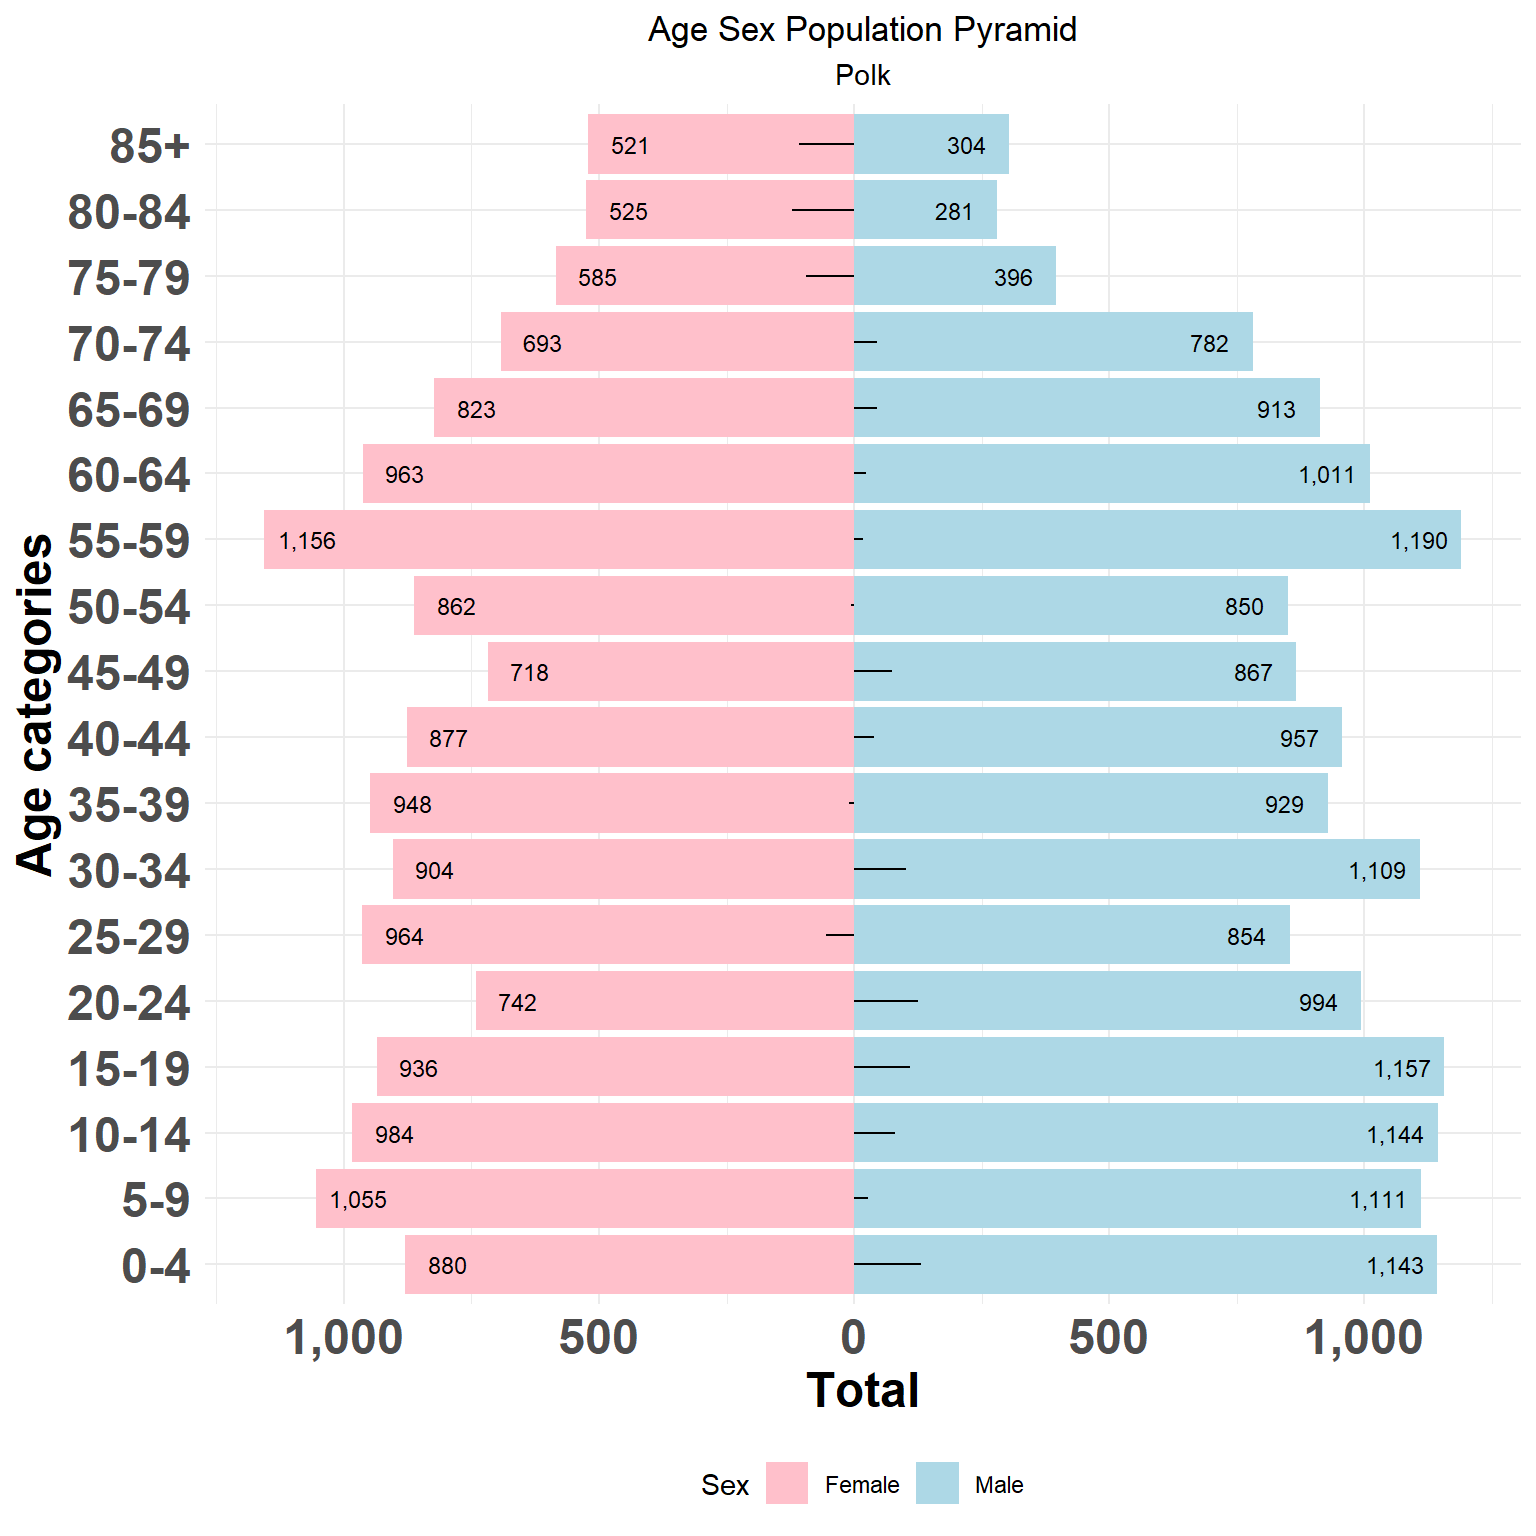 Age Sex Population Pyramid
Polk
Age categories
85+ 521 304
80-84 525 281
75-79 585 396
70-74 693 782
65-69 823 913
60-64 963 1,011
55-59 1,156 1,190
50-54 862 850
45-49 718 867
40-44 877 957
35-39 948 929
30-34 904 1,109
25-29 964 854
20-24 742 994
15-19 936 1,157
10-14 984 1,144
5-9 1,055 1,111
0-4 880 1,143
1,000 500 0 500 1,000
Total
Sex Female Male